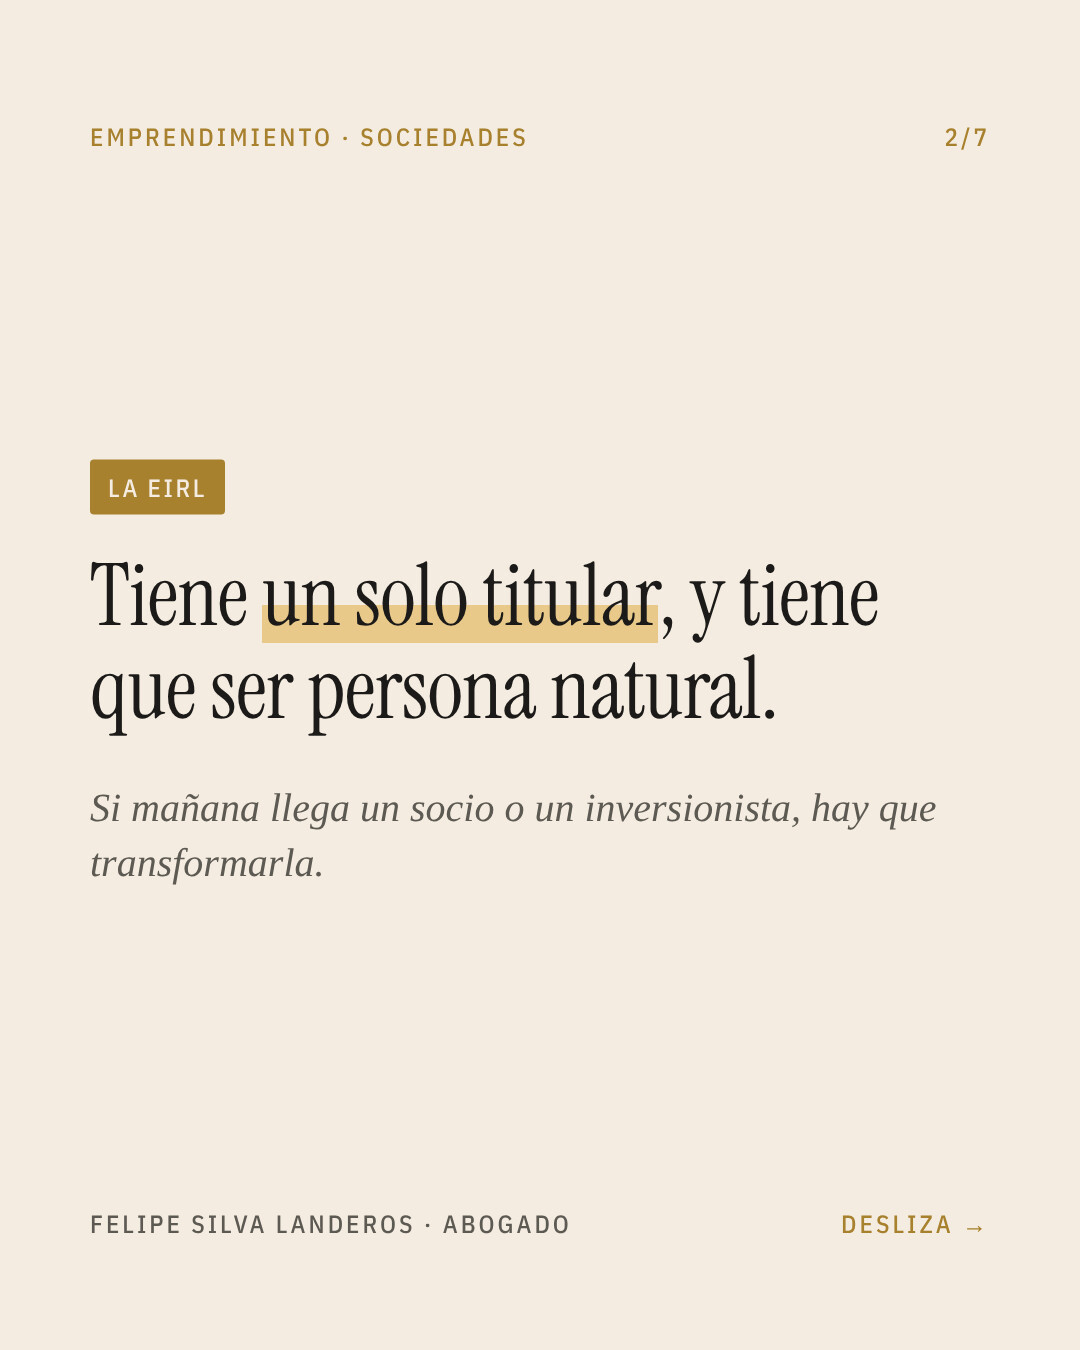 EMPRENDIMIENTO · SOCIEDADES
2/7
LA EIRL
Tiene un solo titular, y tiene
que ser persona natural.
Si mañana llega un socio o un inversionista, hay que
transformarla.
FELIPE SILVA LANDEROS · ABOGADO
DESLIZA →